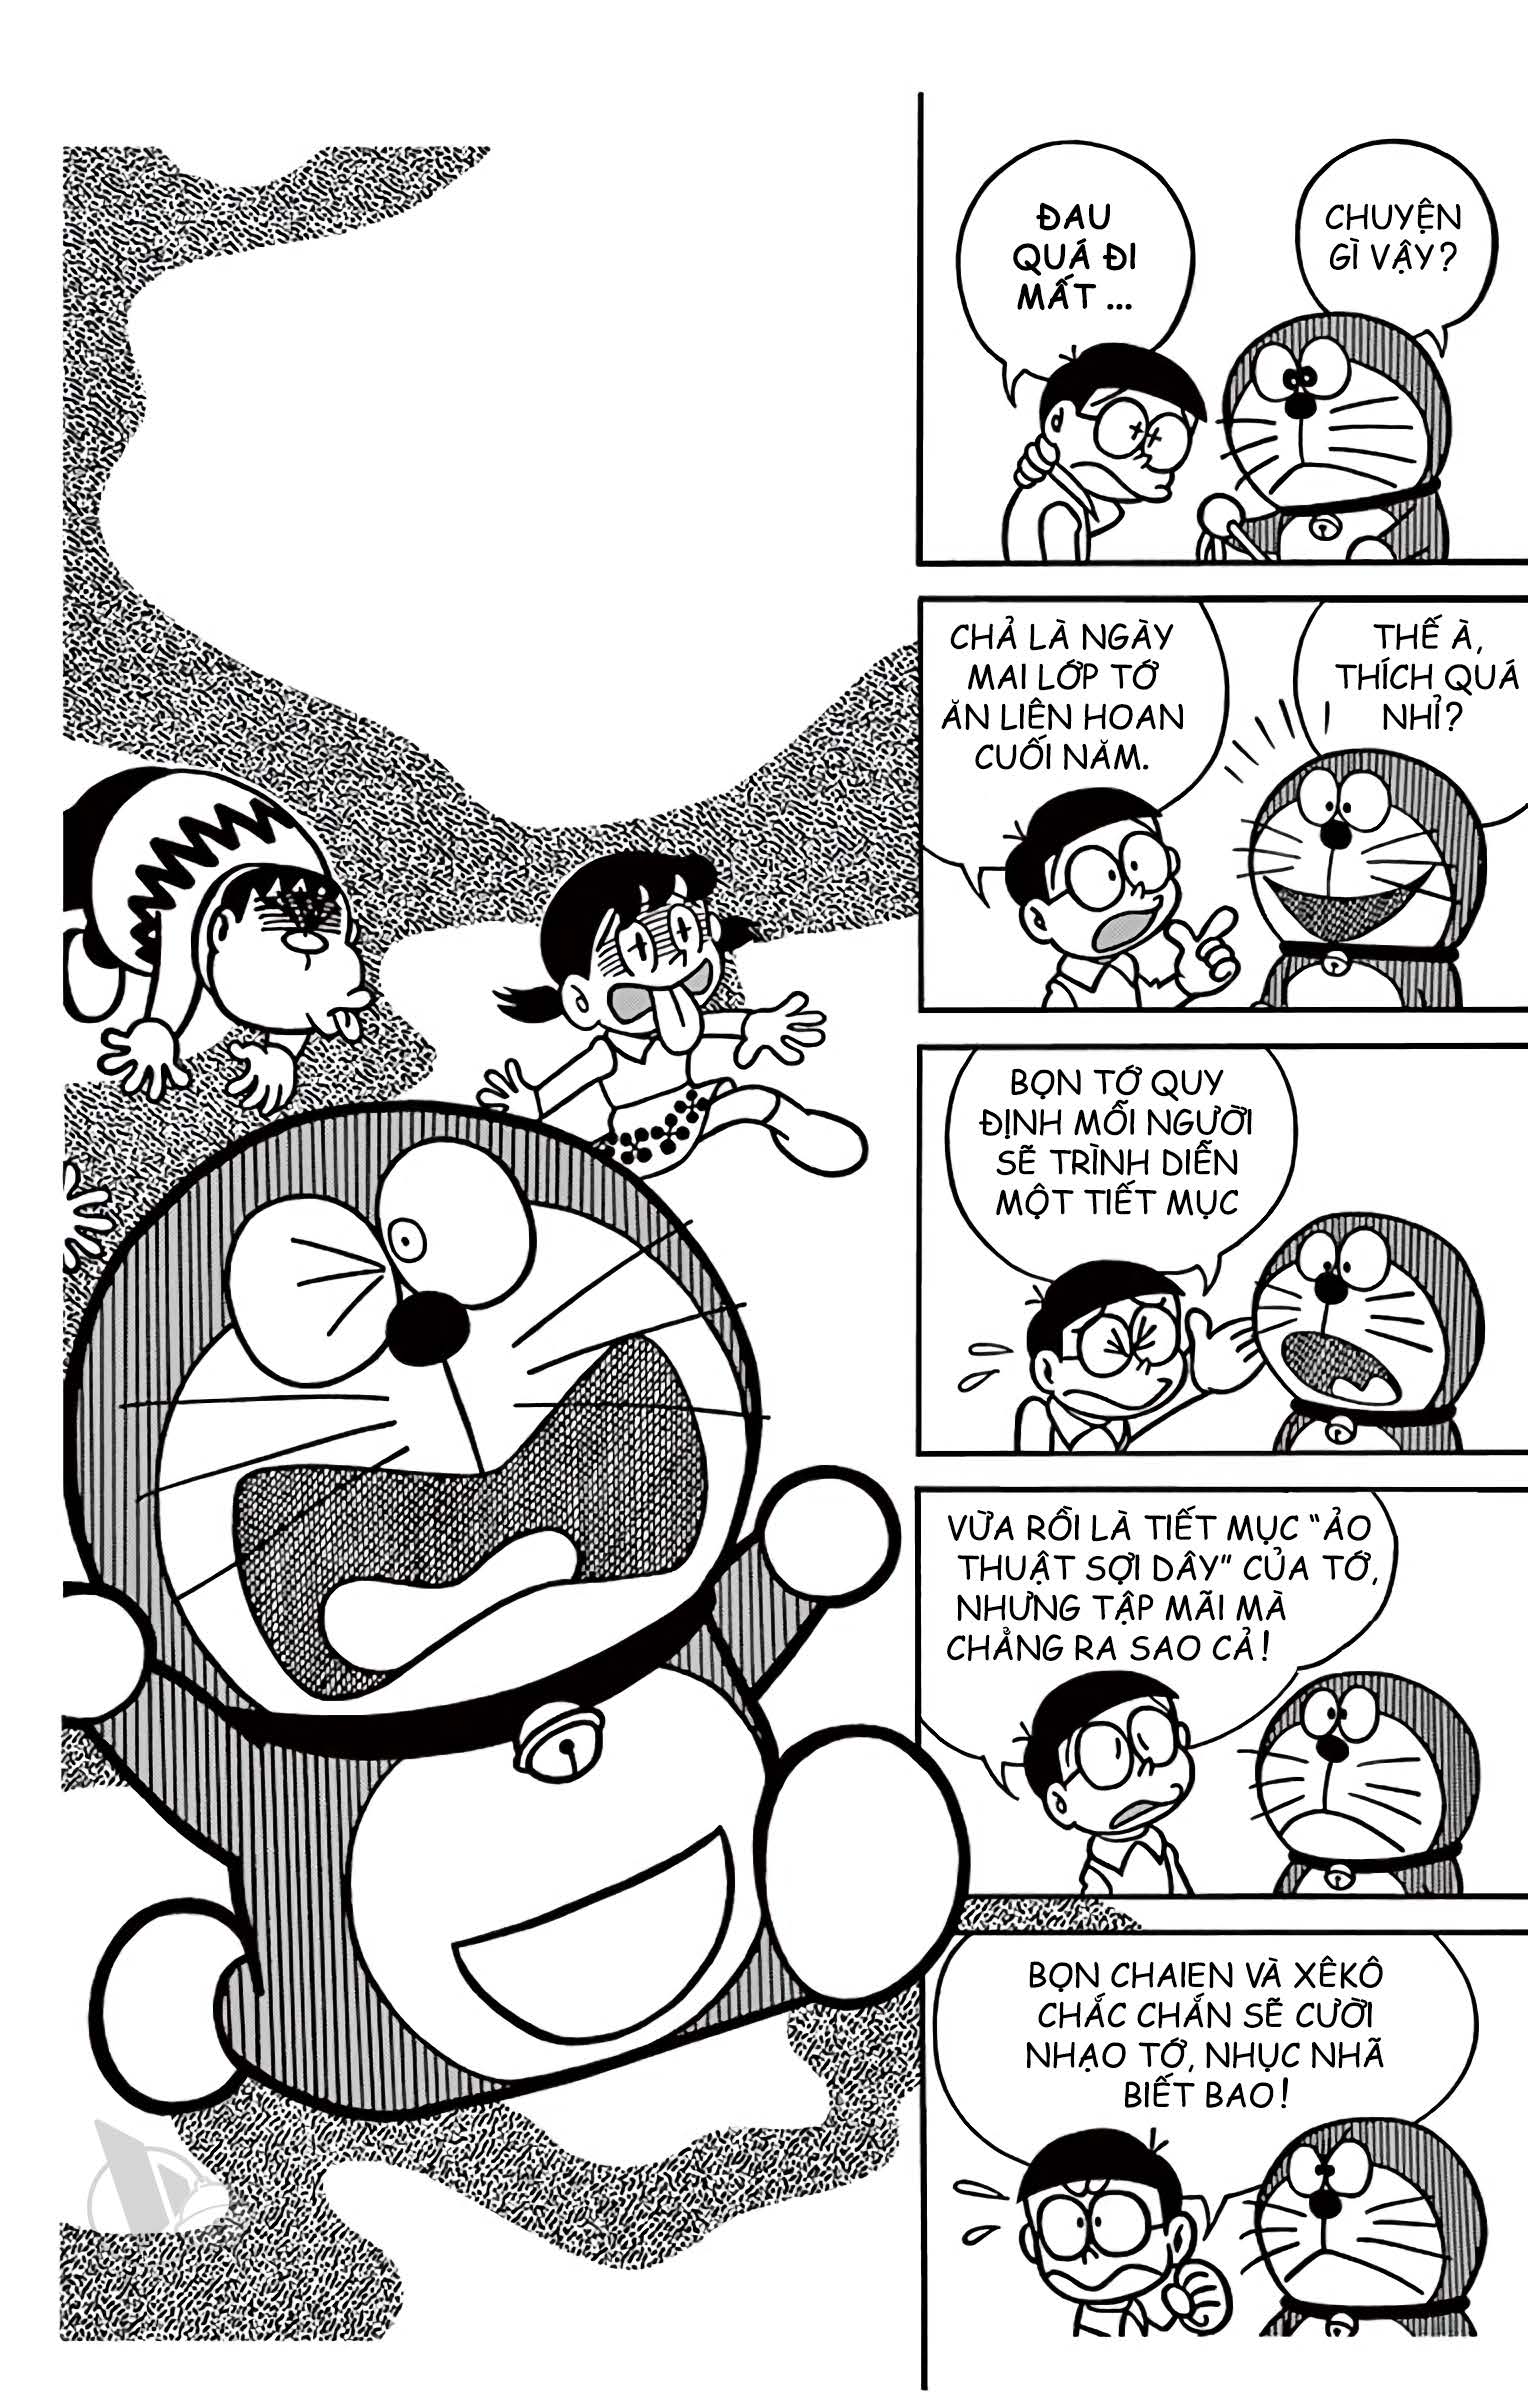 ĐAU
QUÁ ĐI
MẤT ...
CHUYỆN
GÌ VẬY?
CHẢ LÀ NGÀY
MAI LỚP TỚ
ĂN LIÊN HOAN
CUỐI NĂM.
THẾ À,
THÍCH QUÁ
NHỈ?
BỌN TỚ QUY
ĐỊNH MỖI NGƯỜI
SẼ TRÌNH DIỄN
MỘT TIẾT MỤC
VỪA RỒI LÀ TIẾT MỤC "ẢO
THUẬT SỢI DÂY" CỦA TỚ,
NHƯNG TẬP MÃI MÀ
CHẲNG RA SAO CẢ!
BỌN CHAIEN VÀ XÊKÔ
CHẮC CHẮN SẼ CƯỜI
NHẠO TỚ, NHỤC NHÃ
BIẾT BAO!